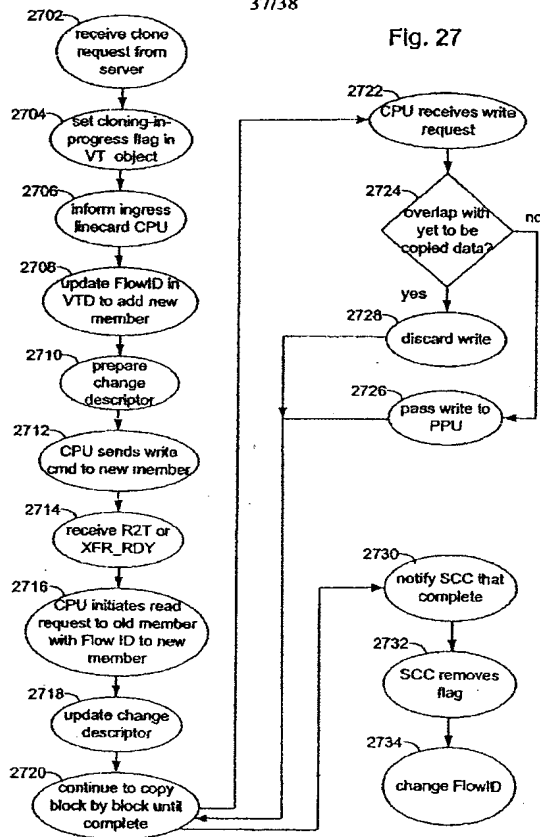 37/38
Fig. 27
2702
receive clone
request from
server
2704
set cloning-in-
progress flag in
VT object
2706
inform ingress
linecard CPU
2708
update FlowID in
VTD to add new
member
2710
prepare
change
descriptor
2712
CPU sends write
cmd to new member
2714
receive R2T or
XFR_RDY
2716
CPU initiates read
request to old member
with Flow ID to new
member
2718
update change
descriptor
2720
continue to copy
block by block until
complete
2722
CPU receives write
request
2724
overlap with
yet to be
copied data?
no
yes
2728
discard write
2726
pass write to
PPU
2730
notify SCC that
complete
2732
SCC removes
flag
2734
change FlowID